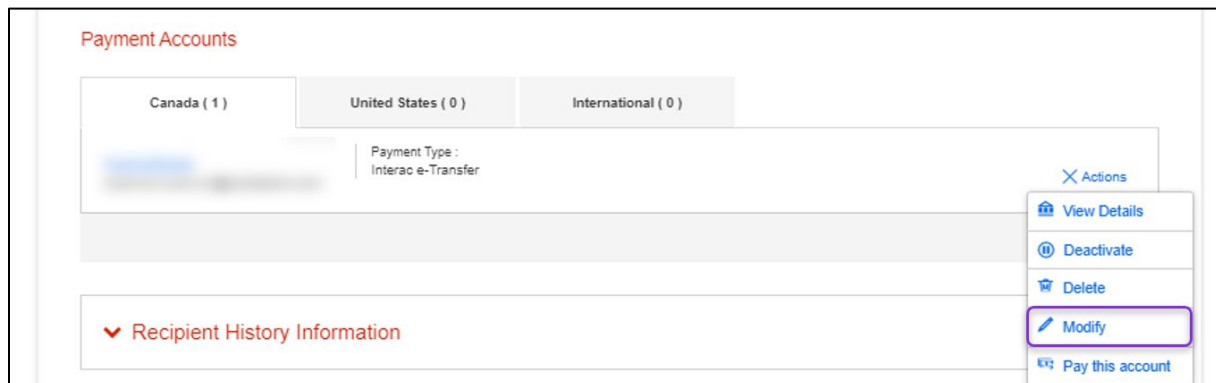 Payment Accounts
Canada ( 1 )
United States ( 0 )
International ( 0 )
Payment Type :
Interac e-Transfer
Actions
View Details
Deactivate
Delete
Modify
Pay this account
Recipient History Information